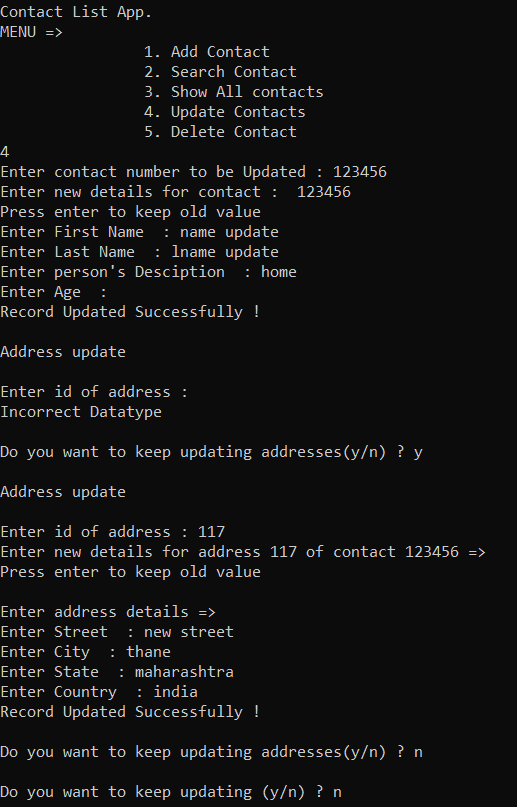 Contact List App.
MENU =>
1. Add Contact
2. Search Contact
3. Show All contacts
4. Update Contacts
5. Delete Contact
4
Enter contact number to be Updated : 123456
Enter new details for contact :  123456
Press enter to keep old value
Enter First Name  : name update
Enter Last Name  : lname update
Enter person's Desciption  : home
Enter Age  :
Record Updated Successfully !
Address update
Enter id of address :
Incorrect Datatype
Do you want to keep updating addresses(y/n) ? y
Address update
Enter id of address : 117
Enter new details for address 117 of contact 123456 =>
Press enter to keep old value
Enter address details =>
Enter Street  : new street
Enter City  : thane
Enter State  : maharashtra
Enter Country  : india
Record Updated Successfully !
Do you want to keep updating addresses(y/n) ? n
Do you want to keep updating (y/n) ? n